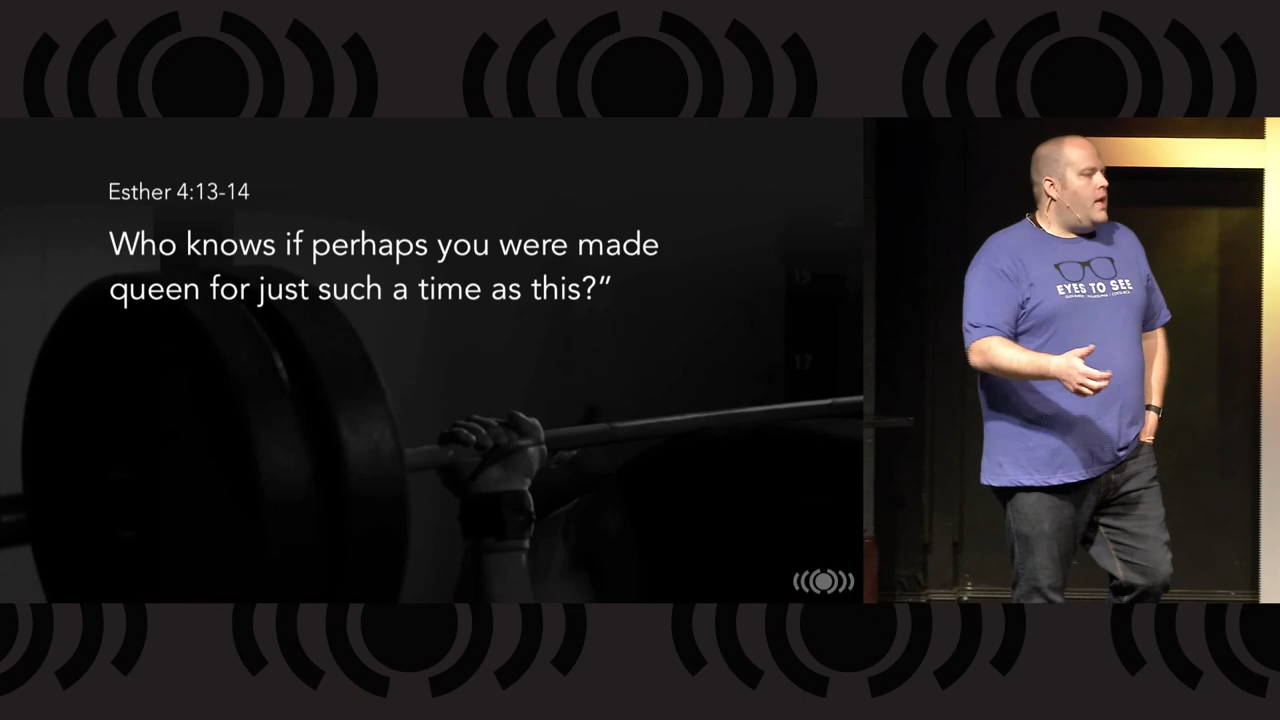 Esther 4:13-14
Who knows if perhaps you were made
queen for just such a time as this?”
EYES TO SEE